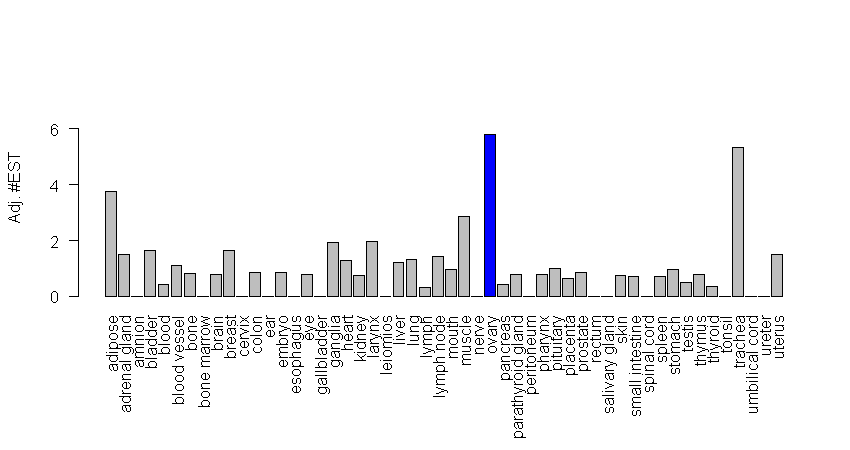 Adj. #EST
6
4
2
0
adipose
adrenal gland
amnion
bladder
blood
blood vessel
bone
bone marrow
brain
breast
cervix
colon
ear
embryo
esophagus
eye
gallbladder
ganglia
heart
kidney
larynx
leiomios
liver
lung
lymph
lymph node
mouth
muscle
nerve
ovary
pancreas
parathyroid gland
peritoneum
pharynx
pituitary
placenta
prostate
rectum
salivary gland
skin
small intestine
spinal cord
spleen
stomach
testis
thymus
thyroid
tonsil
trachea
umbilical cord
ureter
uterus